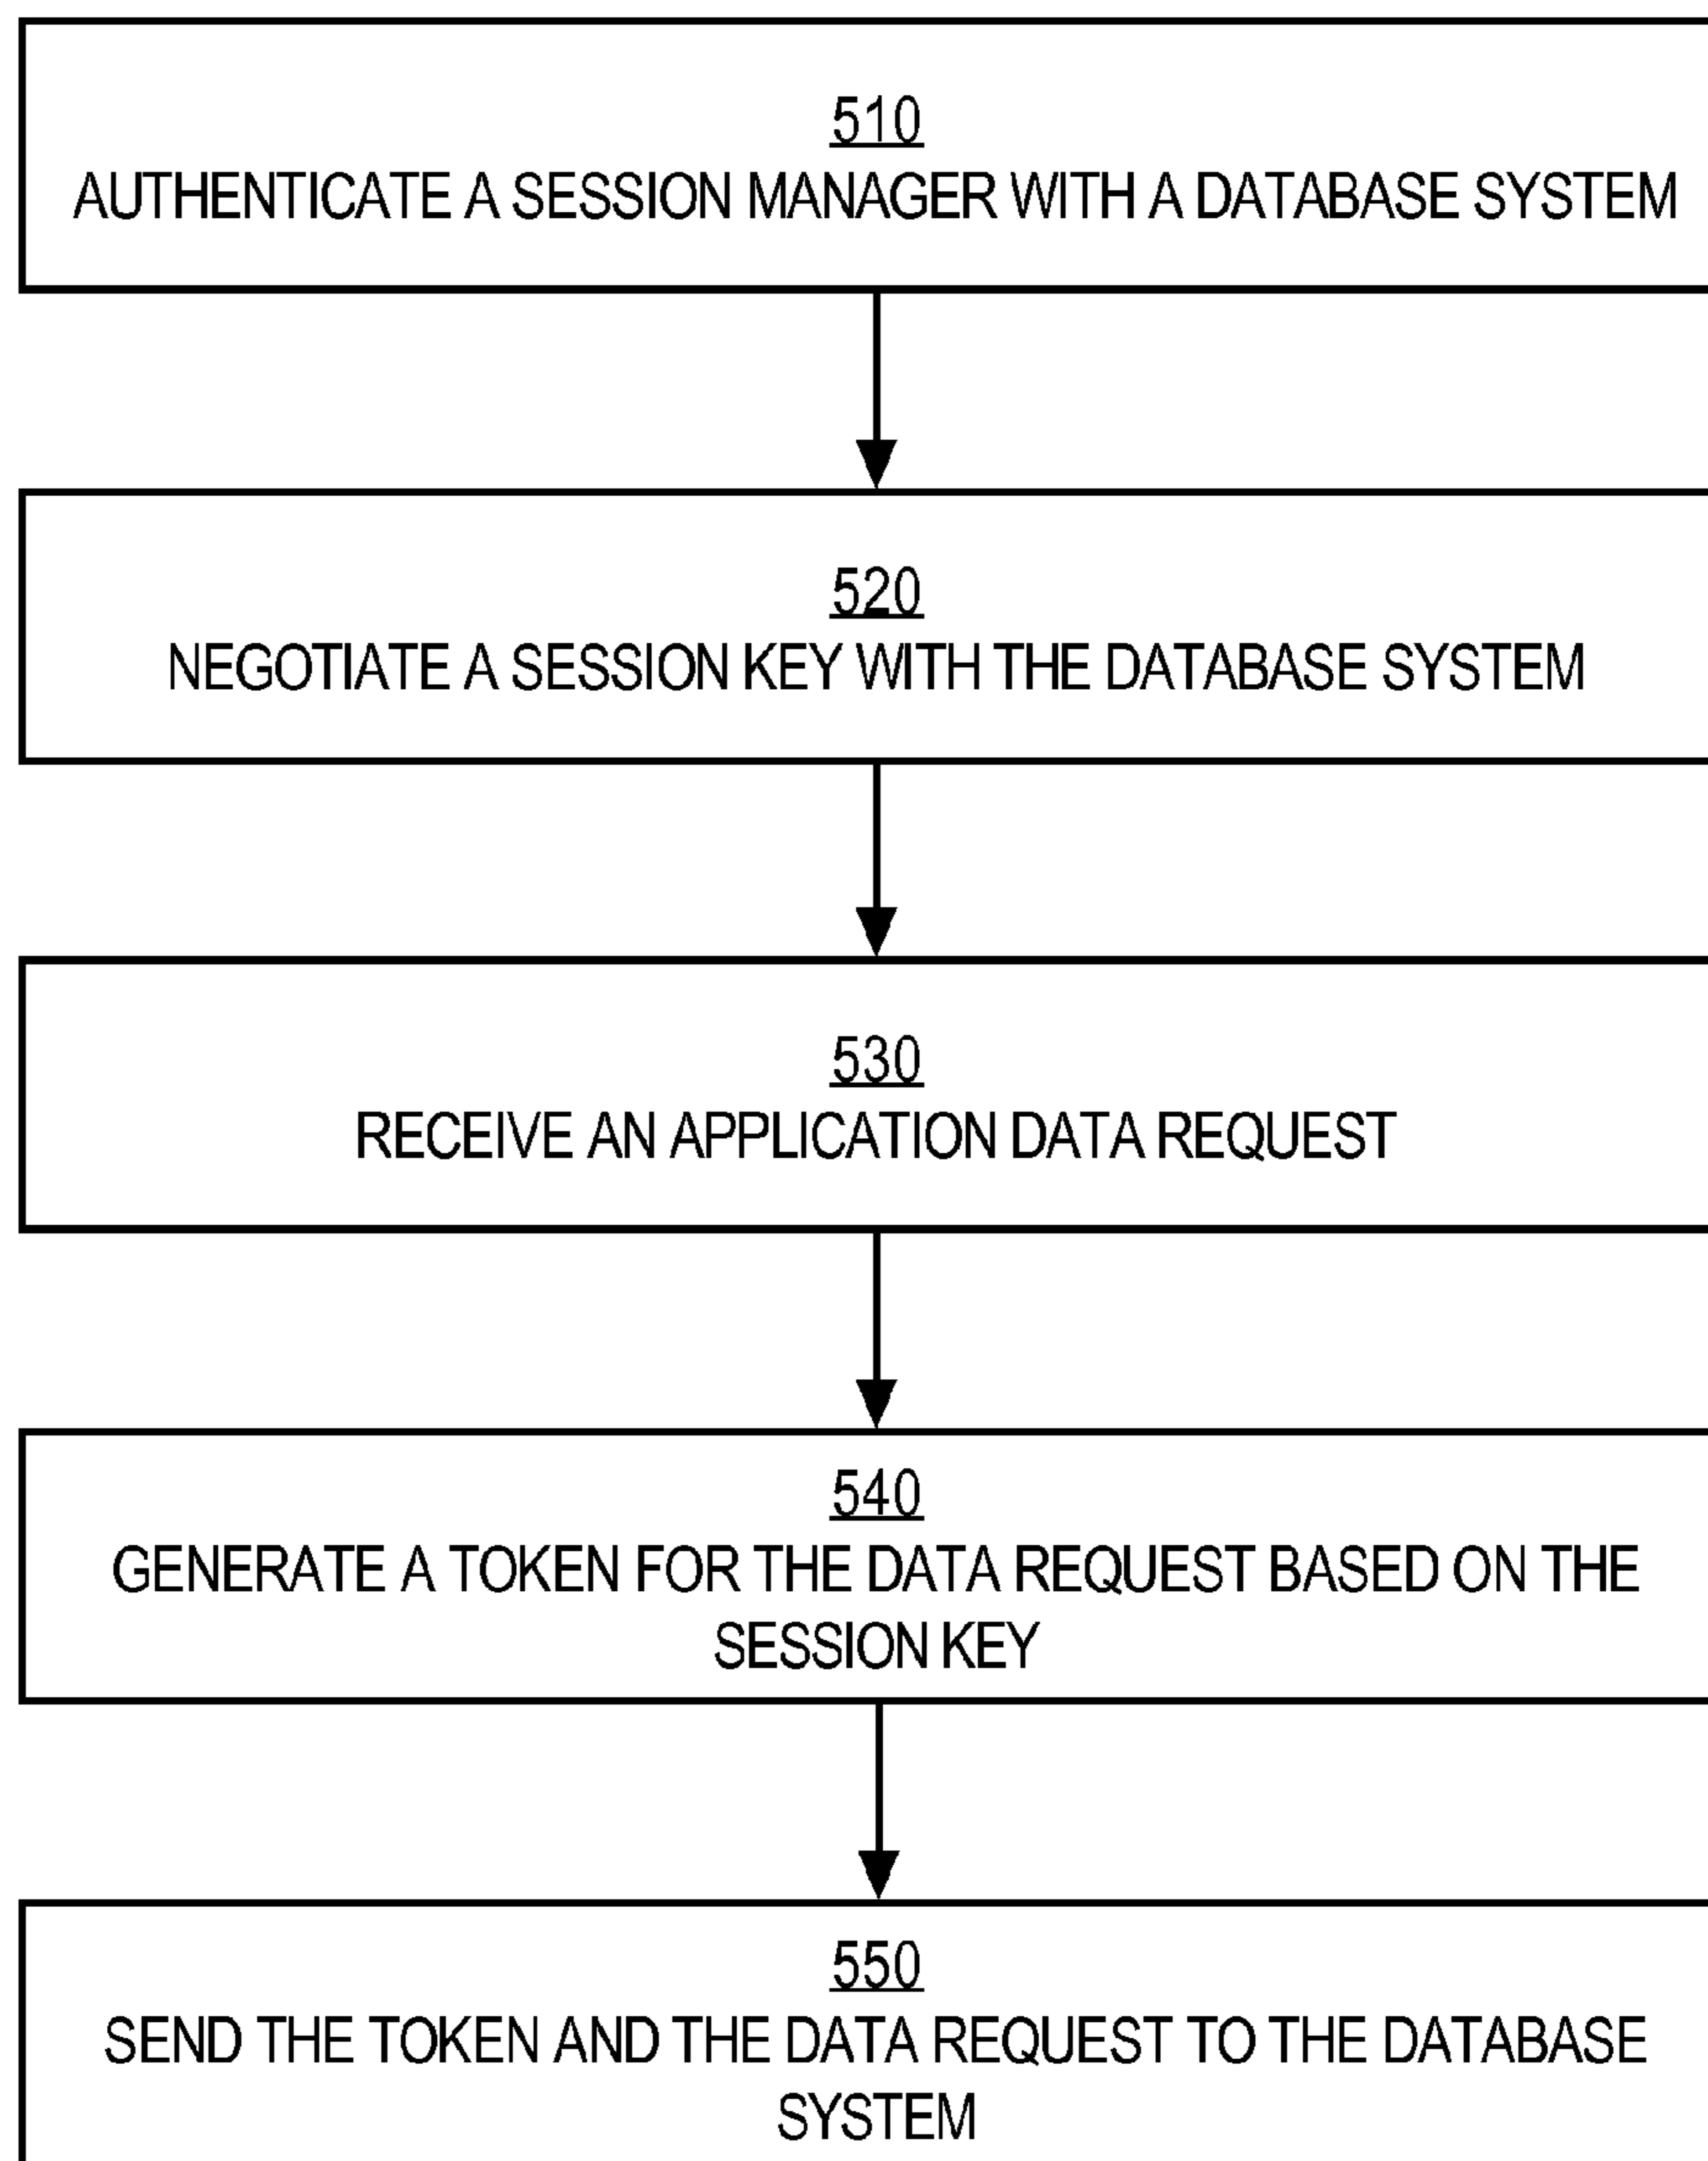 510
AUTHENTICATE A SESSION MANAGER WITH A DATABASE SYSTEM
520
NEGOTIATE A SESSION KEY WITH THE DATABASE SYSTEM
530
RECEIVE AN APPLICATION DATA REQUEST
540
GENERATE A TOKEN FOR THE DATA REQUEST BASED ON THE
SESSION KEY
550
SEND THE TOKEN AND THE DATA REQUEST TO THE DATABASE
SYSTEM